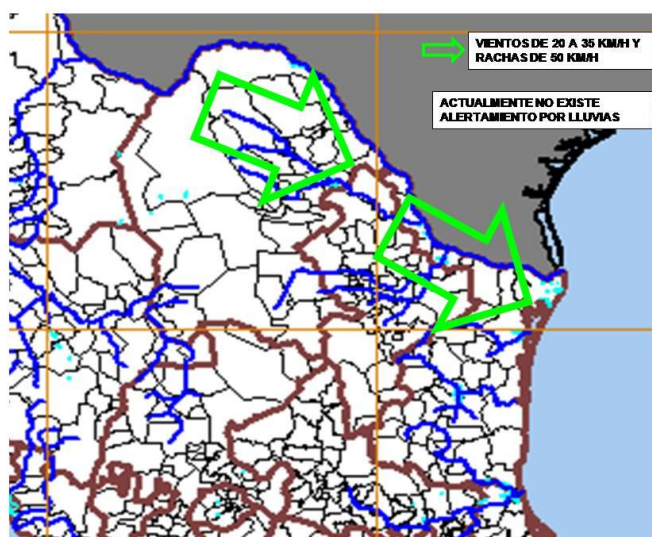 VIENTOS DE 20 A 35 KM/H Y
RACHAS DE 50 KM/H
ACTUALMENTE NO EXISTE
ALERTAMIENTO POR LLUVIAS